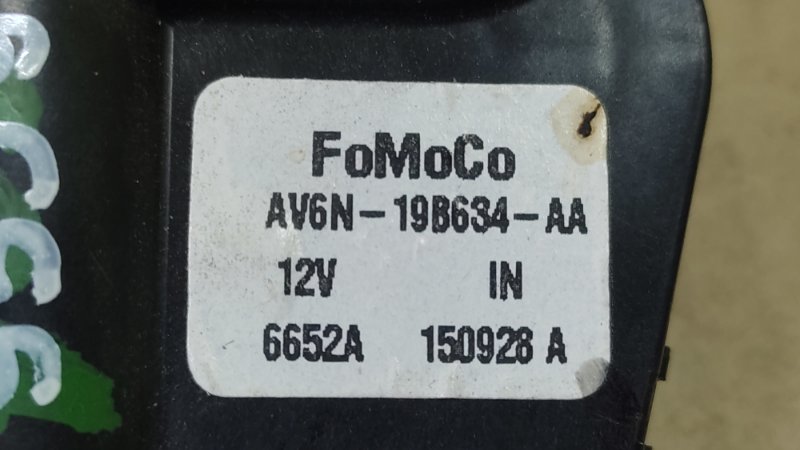 FoMoCo
AV6N-19B634-AA
12V IN
6652A 150928 A